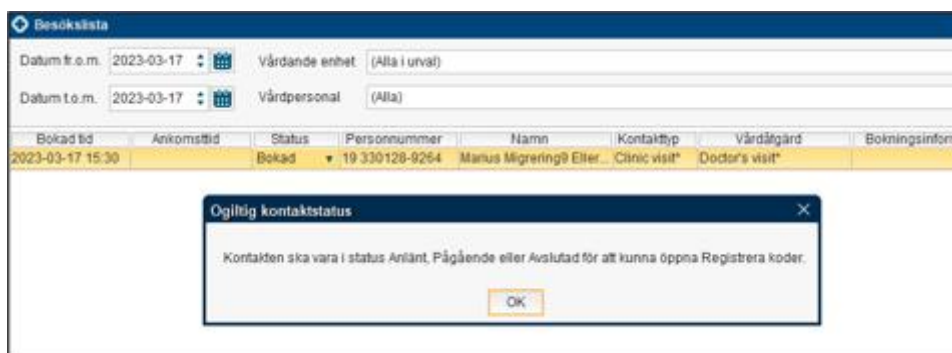 Besökslista
Datum fr.o.m. 2023-03-17 Vårdande enhet (Alla i urval)
Datum t.o.m. 2023-03-17 Vårdpersonal (Alla)
Bokad tid Ankomsttid Status Personnummer Namn Kontakttyp Vårdåtgärd Bokningsinforn
2023-03-17 15:30 Bokad 19 330128-9264 Marius Migrering9 Efter... Clinic visit* Doctor's visit*
Ogiltig kontaktstatus
Kontakten ska vara i status Anlänt, Pågående eller Avslutad för att kunna öppna Registrera koder.
OK